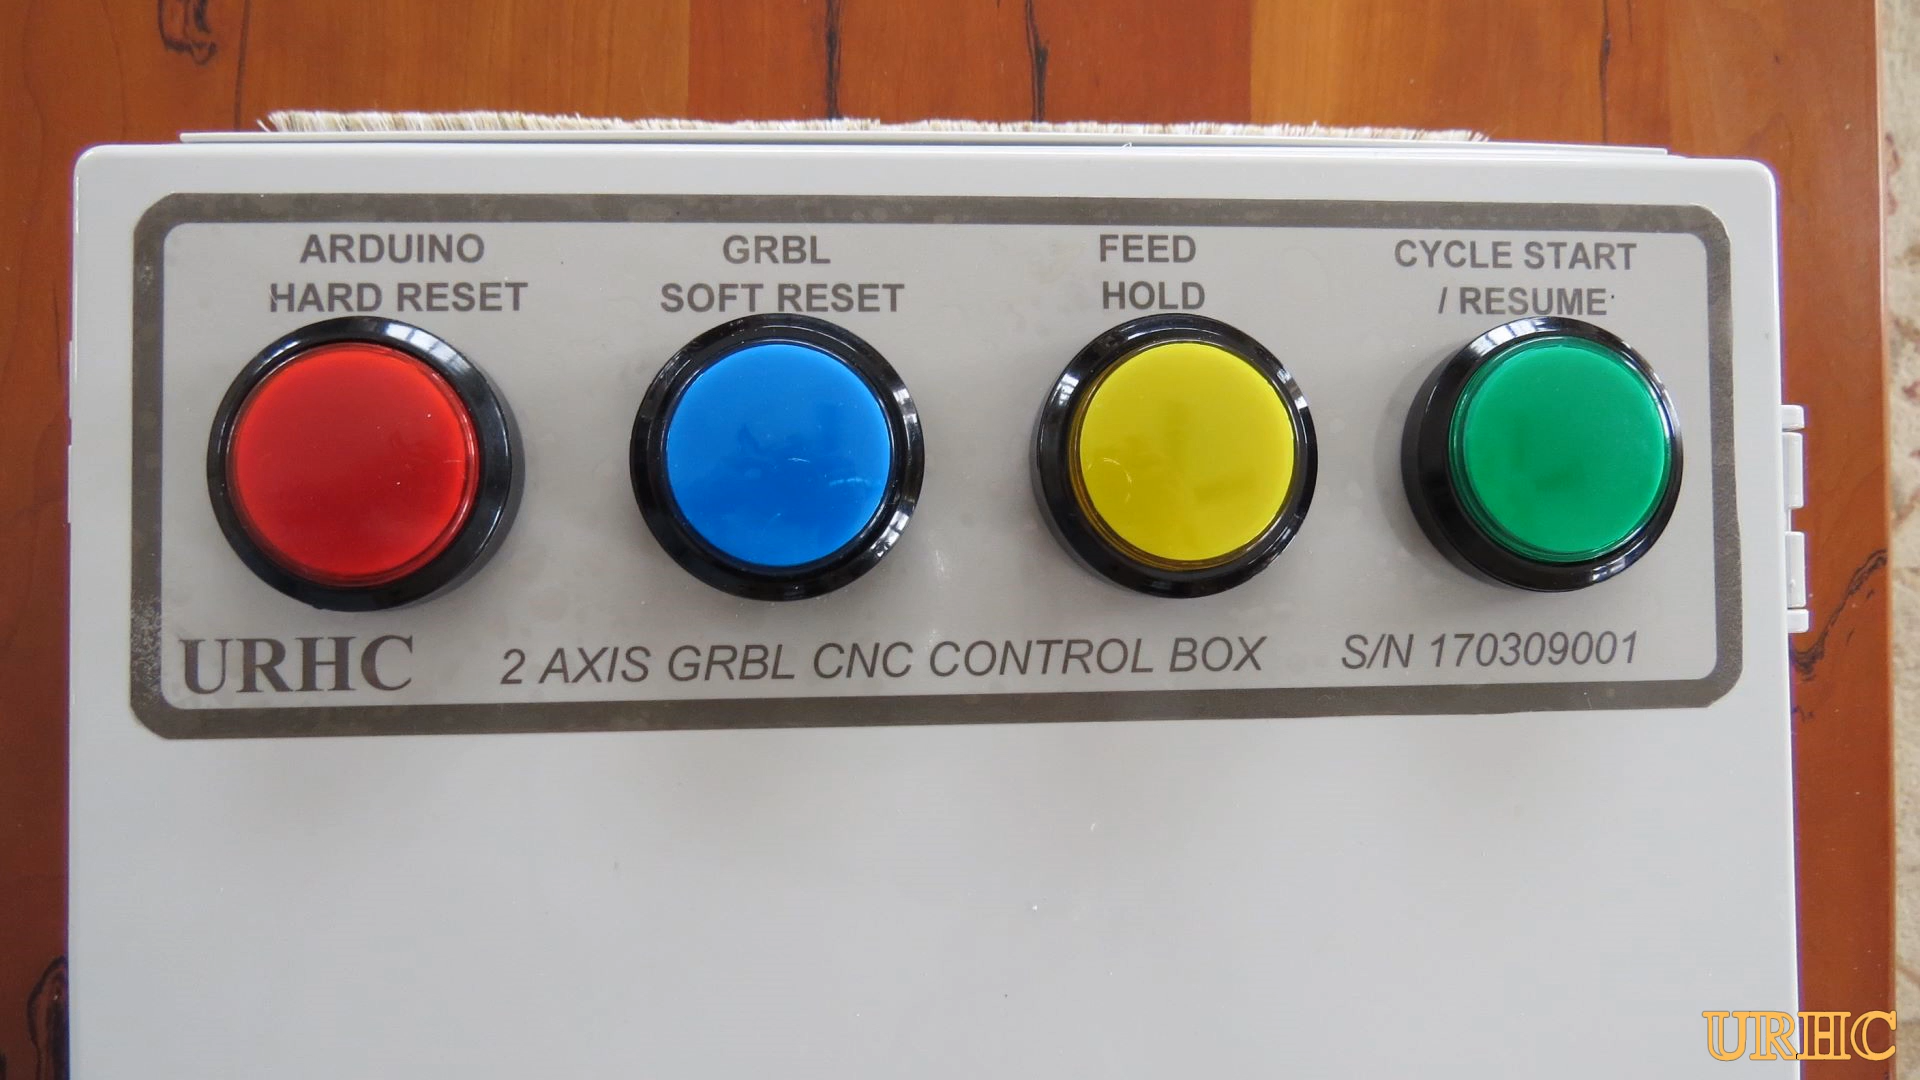 ARDUINO
HARD RESET
GRBL
SOFT RESET
FEED
HOLD
CYCLE START
/ RESUME
URHC
2 AXIS GRBL CNC CONTROL BOX
S/N 170309001
URHC